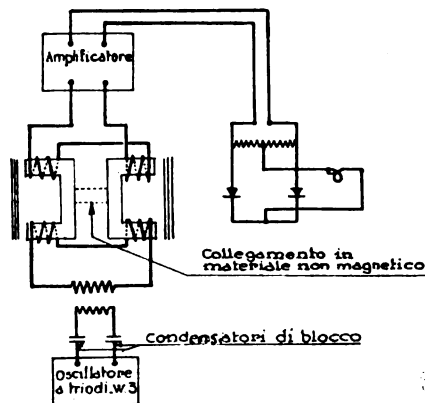 Amplificatore
Collegamento in
materiale non magnetico
Condensatori di blocco
Oscillatore
a triodi.w.3